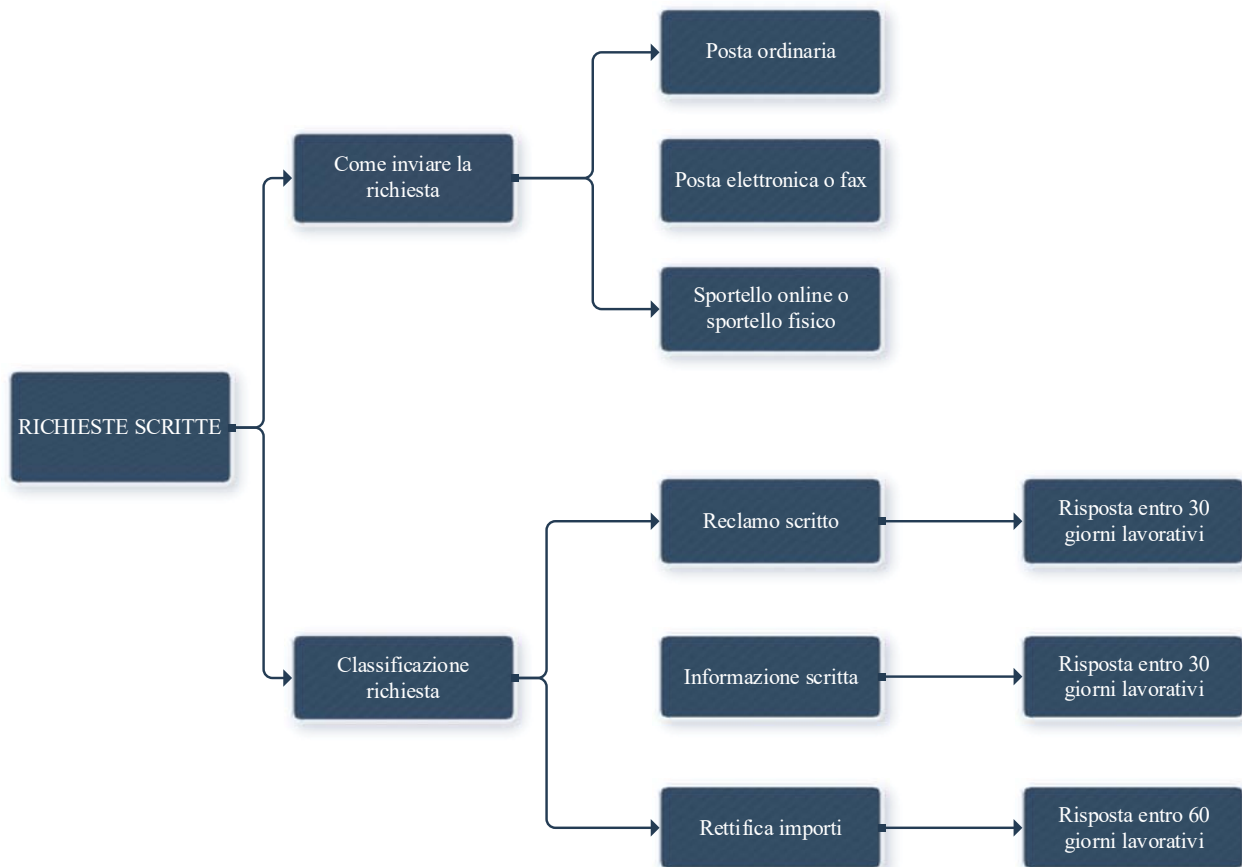 Posta ordinaria
Come inviare la
richiesta
Posta elettronica o fax
Sportello online o
sportello fisico
RICHIESTE SCRITTE
Reclamo scritto
Risposta entro 30
giorni lavorativi
Classificazione
richiesta
Informazione scritta
Risposta entro 30
giorni lavorativi
Rettifica importi
Risposta entro 60
giorni lavorativi